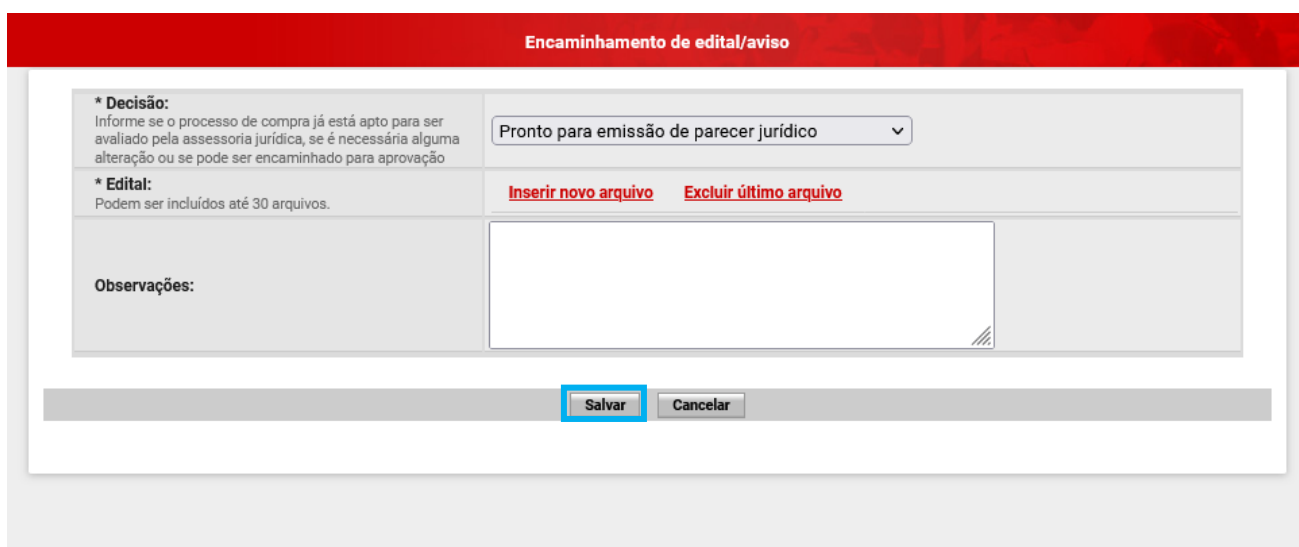 Encaminhamento de edital/aviso
* Decisão:
Informe se o processo de compra já está apto para ser
avaliado pela assessoria jurídica, se é necessária alguma
alteração ou se pode ser encaminhado para aprovação
Pronto para emissão de parecer jurídico
* Edital:
Podem ser incluídos até 30 arquivos.
Inserir novo arquivo Excluir último arquivo
Observações:
Salvar Cancelar